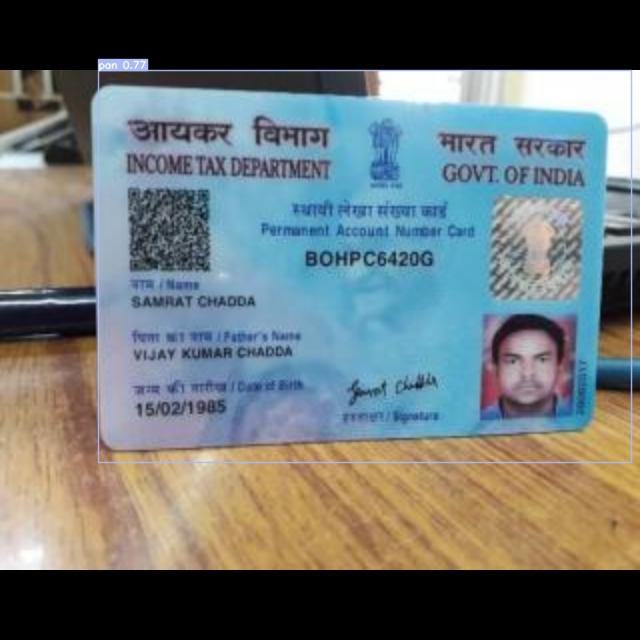 pan 0.77
आयकर विभाग
INCOME TAX DEPARTMENT
भारत सरकार
GOVT. OF INDIA
स्थायी लेखा संख्या कार्ड
Permanent Account Number Card
BOHPC6420G
नाम / Name
SAMRAT CHADDA
पिता का नाम / Father's Name
VIJAY KUMAR CHADDA
जन्म की तारीख / Date of Birth
15/02/1985
Samrat Chadda
हस्ताक्षर / Signature